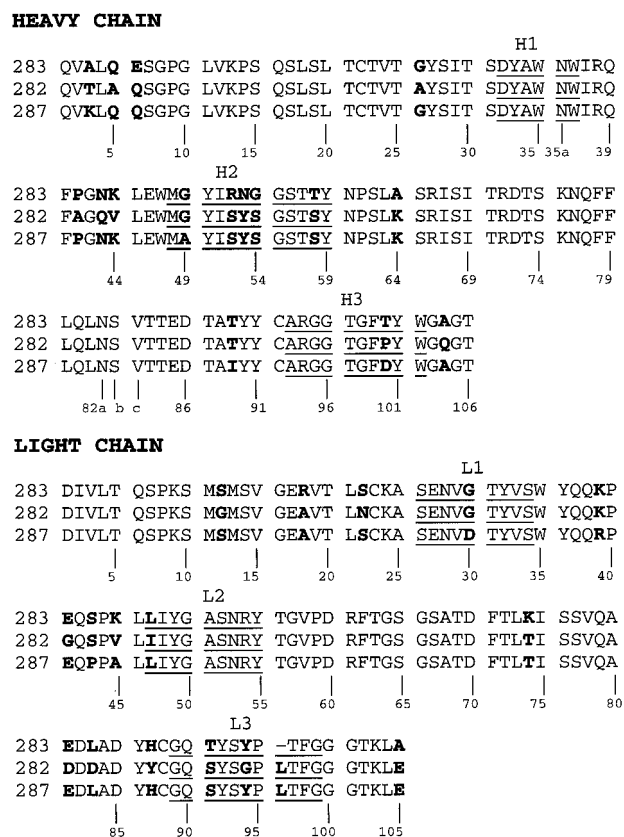 HEAVY CHAIN
H1
283 QVALQ ESGPG LVKPS QSLSL TCTVT GYSIT SDYAW NWIRQ
282 QVTLA QSGPG LVKPS QSLSL TCTVT AYSIT SDYAW NWIRQ
287 QVKLQ QSGPG LVKPS QSLSL TCTVT GYSIT SDYAW NWIRQ
5 10 15 20 25 30 35 35a 39
H2
283 FPGNK LEWMG YIRNG GSTTY NPSLA SRISI TRDTS KNQFF
282 FAGQV LEWMG YISYS GSTSY NPSLK SRISI TRDTS KNQFF
287 FPGNK LEWMA YISYS GSTSY NPSLK SRISI TRDTS KNQFF
44 49 54 59 64 69 74 79
H3
283 LQLNS VTTED TATYY CARGG TGFTY WGAGT
282 LQLNS VTTED TATYY CARGG TGFPY WGQGT
287 LQLNS VTTED TAIYY CARGG TGFDY WGAGT
82a b c 86 91 96 101 106
LIGHT CHAIN
L1
283 DIVLT QSPKS MSMSV GERVT LSCKA SENVG TYVSW YQQKP
282 DIVLT QSPKS MGMSV GEAVT LNCKA SENVG TYVSW YQQKP
287 DIVLT QSPKS MSMSV GEAVT LSCKA SENVD TYVSW YQQRP
5 10 15 20 25 30 35 40
L2
283 EQSPK LLIYG ASNRY TGVPD RFTGS GSATD FTLKI SSVQA
282 GQSPV LIIYG ASNRY TGVPD RFTGS GSATD FTLTI SSVQA
287 EQPPA LLIYG ASNRY TGVPD RFTGS GSATD FTLTI SSVQA
45 50 55 60 65 70 75 80
L3
283 EDLAD YHCGQ TYSYP -TFGG GTKLA
282 DDDAD YYCGQ SYSGP LTFGG GTKLE
287 EDLAD YHCGQ SYSYP LTFGG GTKLE
85 90 95 100 105